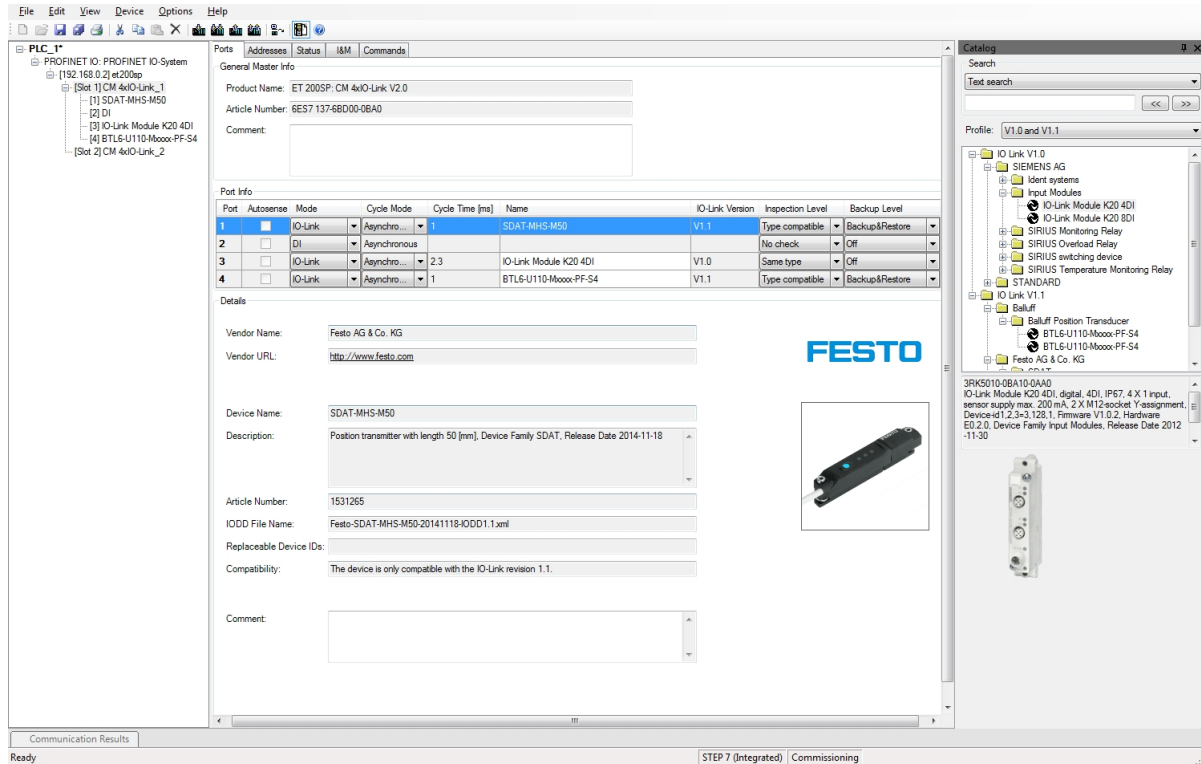 File Edit View Device Options Help
PLC_1*
PROFINET IO: PROFINET IO-System
[192.168.0.2] et200sp
[Slot 1] CM 4xIO-Link_1
[1] SDAT-MHS-M50
[2] DI
[3] IO-Link Module K20 4DI
[4] BTL6-U110-Mxxxx-PF-S4
[Slot 2] CM 4xIO-Link_2
Ports Addresses Status I&M Commands
General Master Info
Product Name: ET 200SP: CM 4xIO-Link V2.0
Article Number: 6ES7 137-6BD00-0BA0
Comment:
Port Info
Port Autosense Mode Cycle Mode Cycle Time [ms] Name IO-Link Version Inspection Level Backup Level
1 IO-Link Asynchro... 1 SDAT-MHS-M50 V1.1 Type compatible Backup&Restore
2 DI Asynchronous No check Off
3 IO-Link Asynchro... 2.3 IO-Link Module K20 4DI V1.0 Same type Off
4 IO-Link Asynchro... 1 BTL6-U110-Mxxxx-PF-S4 V1.1 Type compatible Backup&Restore
Details
Vendor Name: Festo AG & Co. KG
Vendor URL: http://www.festo.com
FESTO
Device Name: SDAT-MHS-M50
Description: Position transmitter with length 50 [mm], Device Family SDAT, Release Date 2014-11-18
Article Number: 1531265
IODD File Name: Festo-SDAT-MHS-M50-20141118-IODD1.1.xml
Replaceable Device IDs:
Compatibility: The device is only compatible with the IO-Link revision 1.1.
Comment:
Catalog
Search
Text search
<< >>
Profile: V1.0 and V1.1
IO Link V1.0
SIEMENS AG
Ident systems
Input Modules
IO-Link Module K20 4DI
IO-Link Module K20 8DI
SIRIUS Monitoring Relay
SIRIUS Overload Relay
SIRIUS switching device
SIRIUS Temperature Monitoring Relay
STANDARD
IO Link V1.1
Balluff
Balluff Position Transducer
BTL6-U110-Mxxxx-PF-S4
BTL6-U110-Mxxxx-PF-S4
Festo AG & Co. KG
SDAT
3RK5010-0BA10-0AA0
IO-Link Module K20 4DI, digital, 4DI, IP67, 4 X 1 input,
sensor supply max. 200 mA, 2 X M12-socket Y-assignment,
Device-id1,2,3=3,128,1, Firmware V1.0.2, Hardware
E0.2.0, Device Family Input Modules, Release Date 2012
-11-30
Communication Results
Ready STEP 7 (Integrated) Commissioning